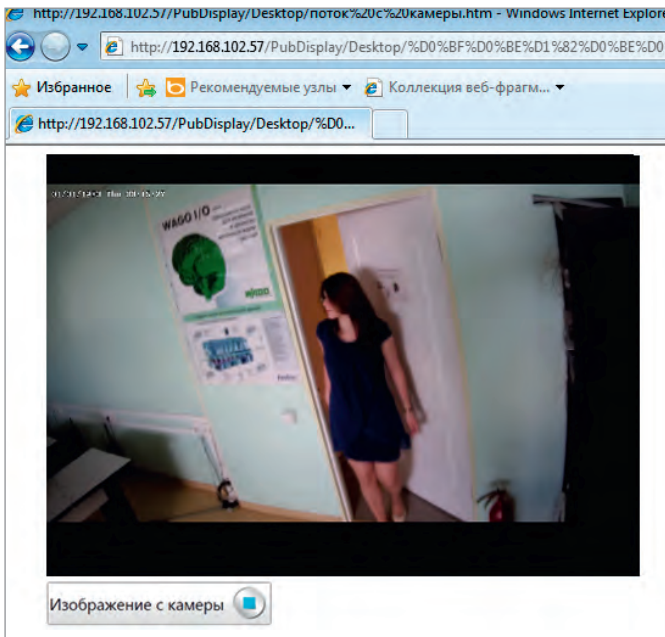 http://192.168.102.57/PubDisplay/Desktop/поток%20с%20камеры.htm - Windows Internet Explore
http://192.168.102.57/PubDisplay/Desktop/%D0%BF%D0%BE%D1%82%D0%BE%D0
Избранное Рекомендуемые узлы Коллекция веб-фрагм...
http://192.168.102.57/PubDisplay/Desktop/%D0...
WAGO I/O
WAGO
Изображение с камеры